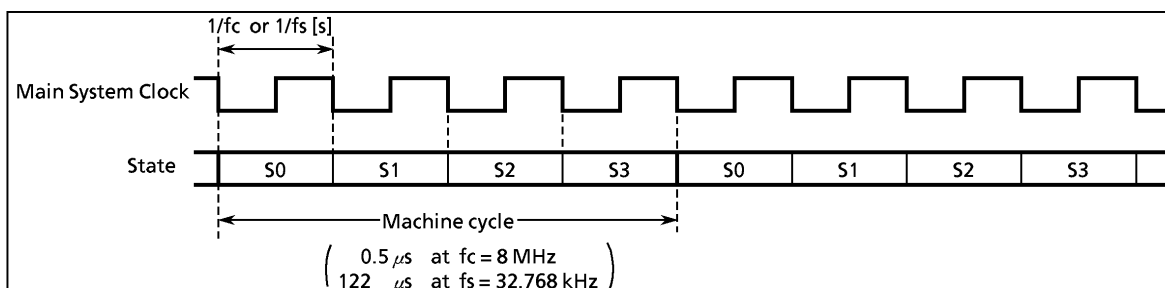 1/fc or 1/fs [s]
Main System Clock
State S0 S1 S2 S3 S0 S1 S2 S3
Machine cycle
0.5 μs at fc = 8 MHz
122 μs at fs = 32.768 kHz